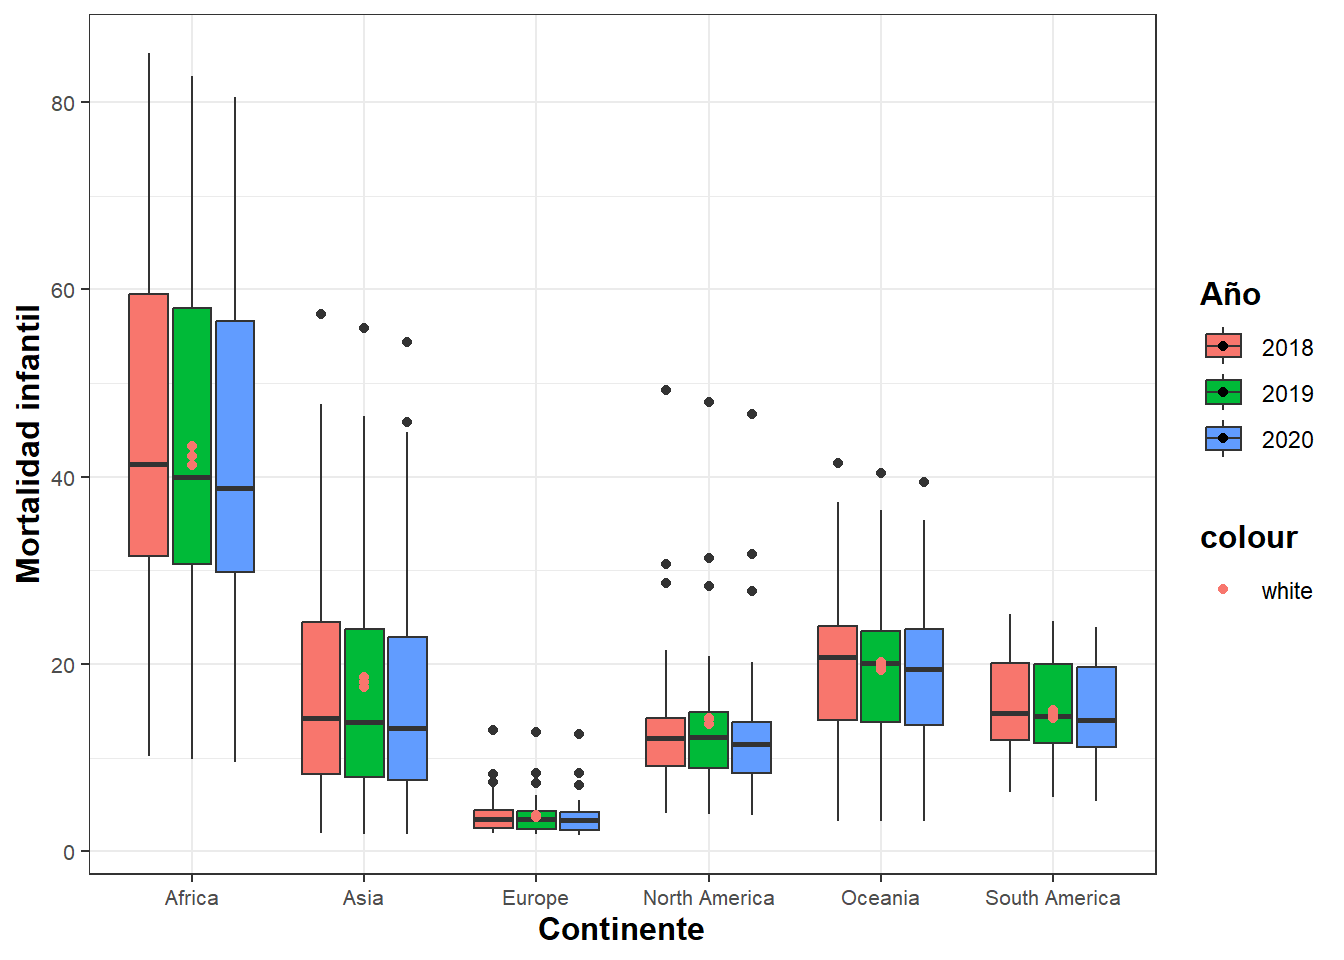 Mortalidad infantil
80
60
40
20
0
Africa
Asia
Europe
North America
Oceania
South America
Continente
Año
2018
2019
2020
colour
white